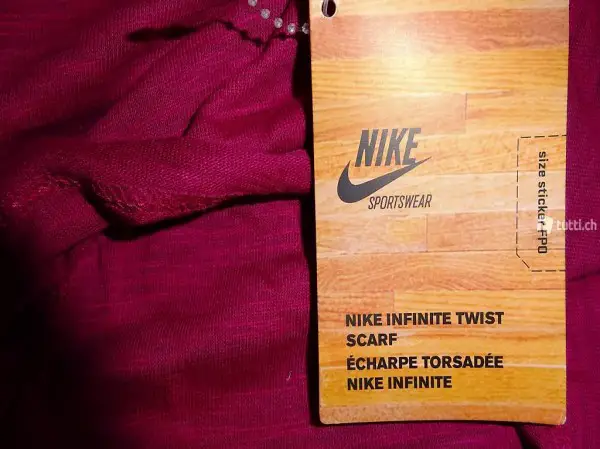 NIKE
SPORTSWEAR
size sticker FPO
tutti.ch
NIKE INFINITE TWIST
SCARF
ÉCHARPE TORSADÉE
NIKE INFINITE